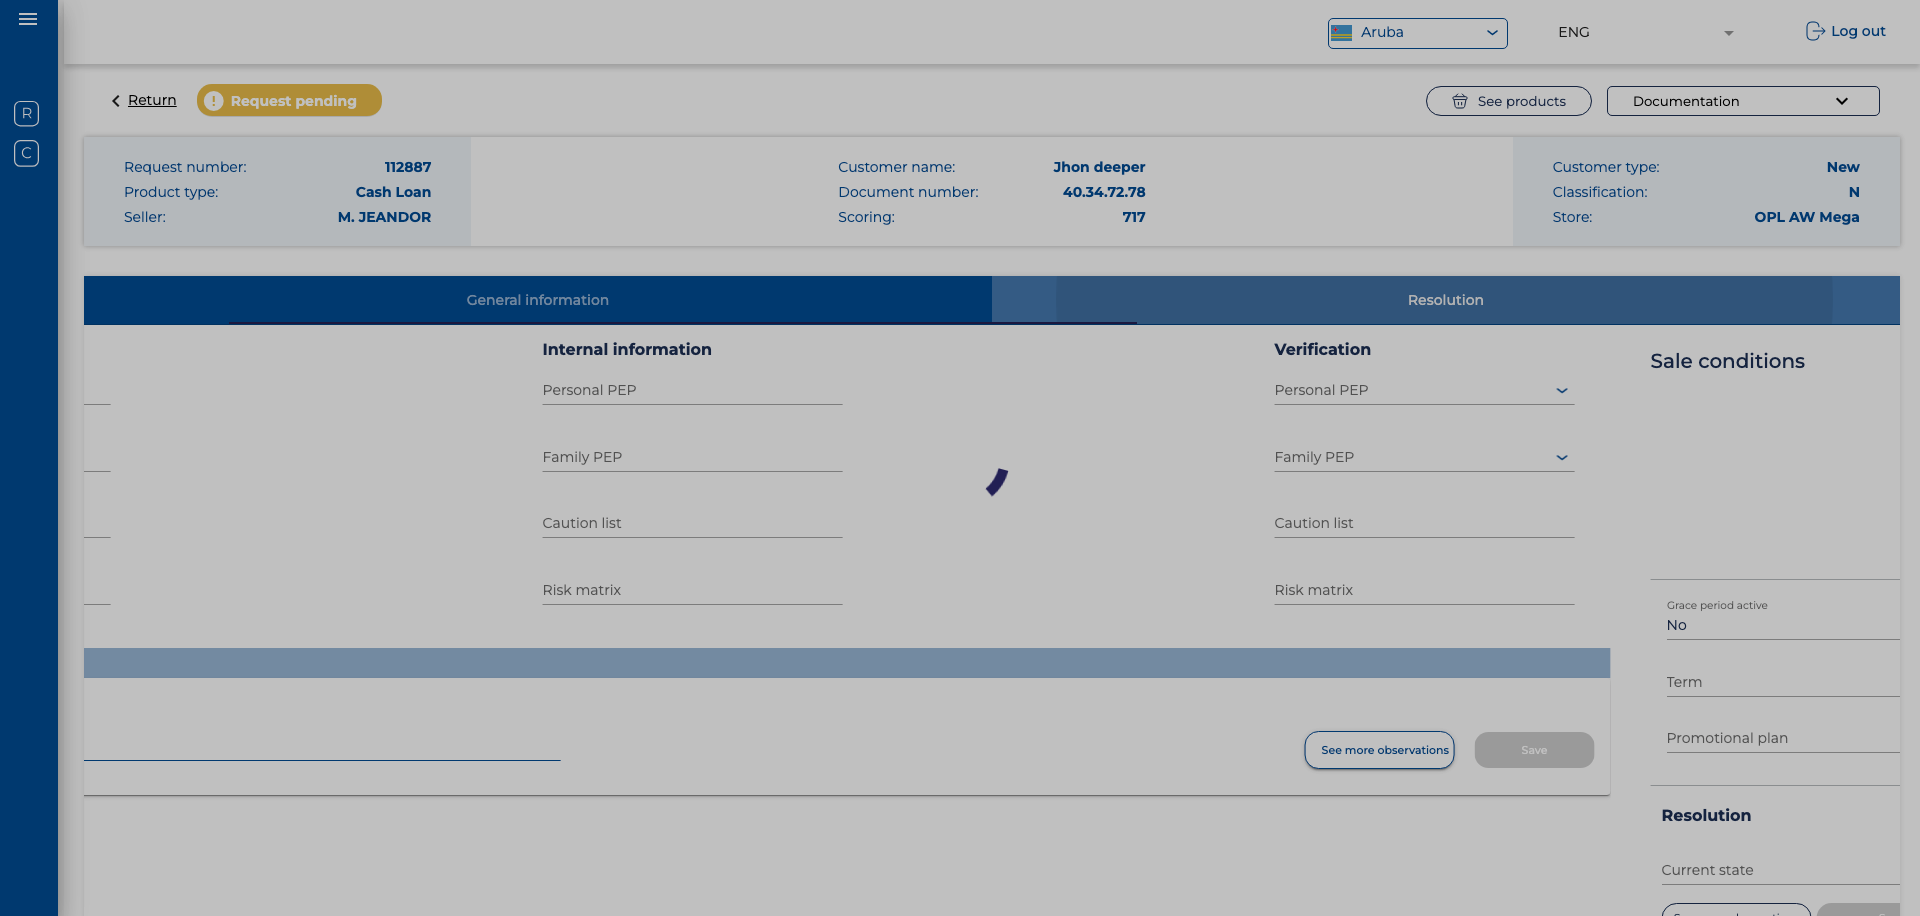 Aruba
ENG
Log out
R
C
Return
Request pending
See products
Documentation
Request number: 112887
Product type: Cash Loan
Seller: M. JEANDOR
Customer name: Jhon deeper
Document number: 40.34.72.78
Scoring: 717
Customer type: New
Classification: N
Store: OPL AW Mega
General information
Resolution
Internal information
Personal PEP
Family PEP
Caution list
Risk matrix
Verification
Personal PEP
Family PEP
Caution list
Risk matrix
See more observations
Save
Sale conditions
Grace period active
No
Term
Promotional plan
Resolution
Current state